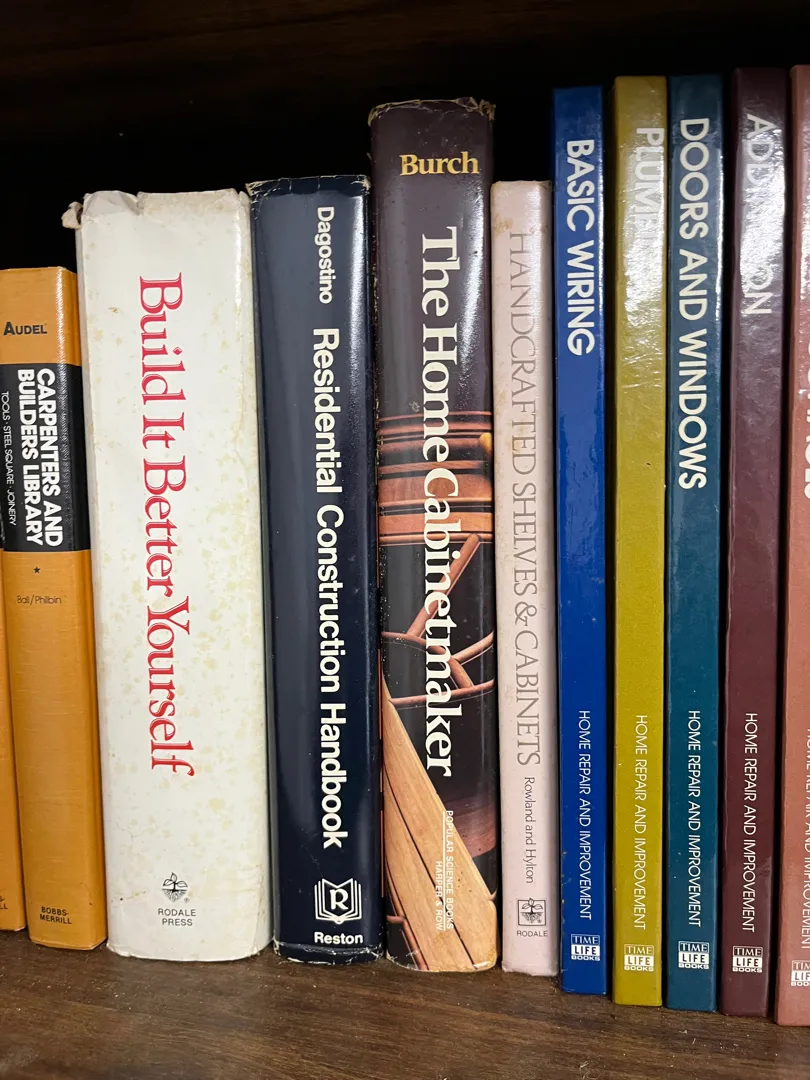 AUDEL
CARPENTERS AND
BUILDERS LIBRARY
TOOLS · STEEL SQUARE · JOINERY
Ball/Philbin
BOBBS-
MERRILL
Build It Better Yourself
RODALE
PRESS
Dagostino
Residential Construction Handbook
R
Reston
Burch
The Home Cabinetmaker
POPULAR SCIENCE BOOKS
HARPER & ROW
HANDCRAFTED SHELVES & CABINETS
Rowland and Hylton
RODALE
BASIC WIRING
HOME REPAIR AND IMPROVEMENT
TIME
LIFE
BOOKS
HOME REPAIR AND IMPROVEMENT
TIME
LIFE
BOOKS
DOORS AND WINDOWS
HOME REPAIR AND IMPROVEMENT
TIME
LIFE
BOOKS
HOME REPAIR AND IMPROVEMENT
TIME
LIFE
BOOKS